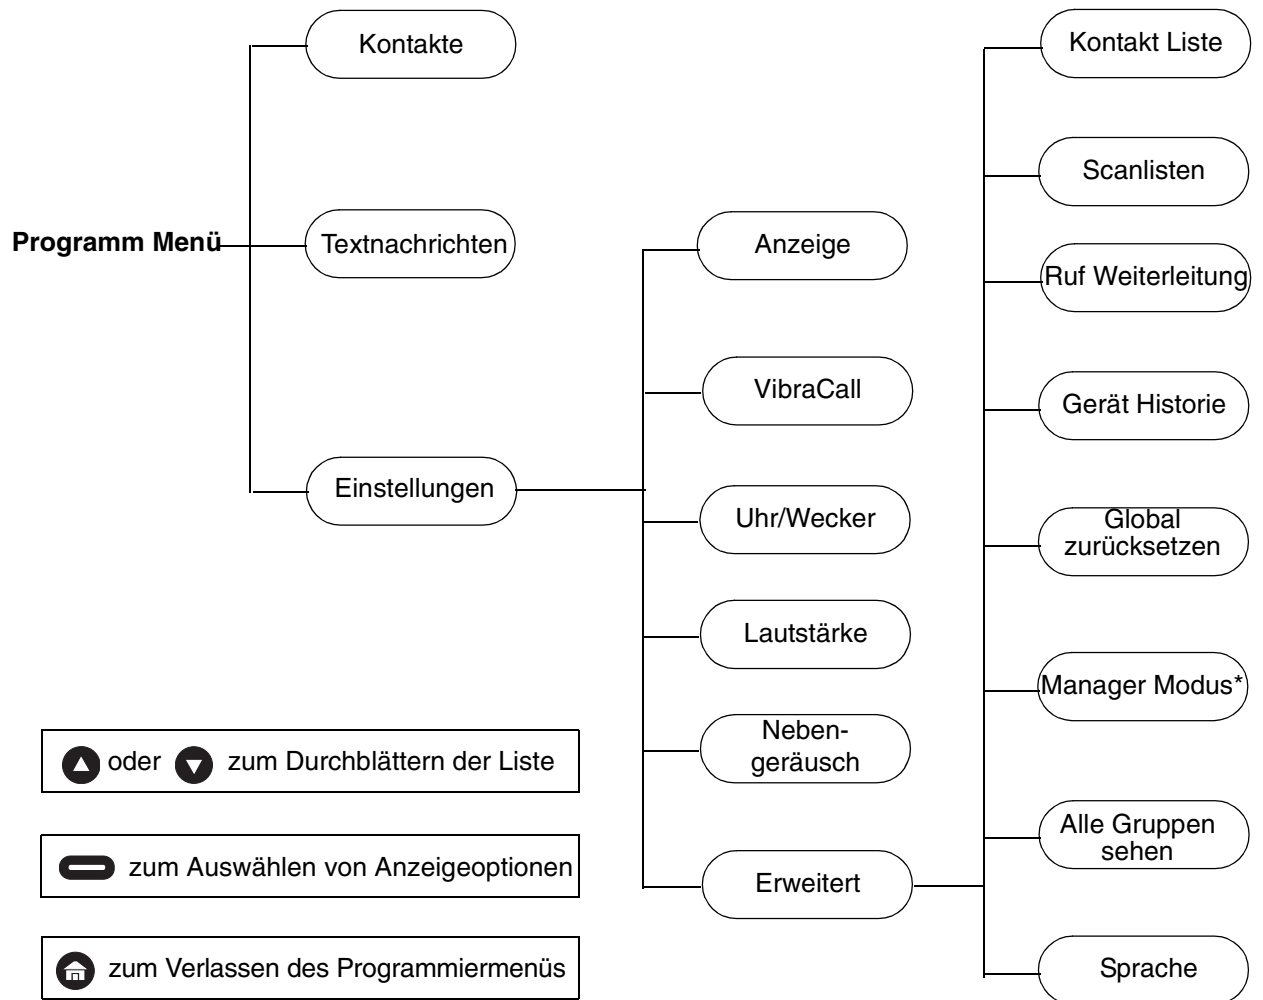 Programm Menü
Kontakte
Textnachrichten
Einstellungen
Anzeige
VibraCall
Uhr/Wecker
Lautstärke
Neben-
geräusch
Erweitert
Kontakt Liste
Scanlisten
Ruf Weiterleitung
Gerät Historie
Global
zurücksetzen
Manager Modus*
Alle Gruppen
sehen
Sprache
oder zum Durchblättern der Liste
zum Auswählen von Anzeigeoptionen
zum Verlassen des Programmiermenüs